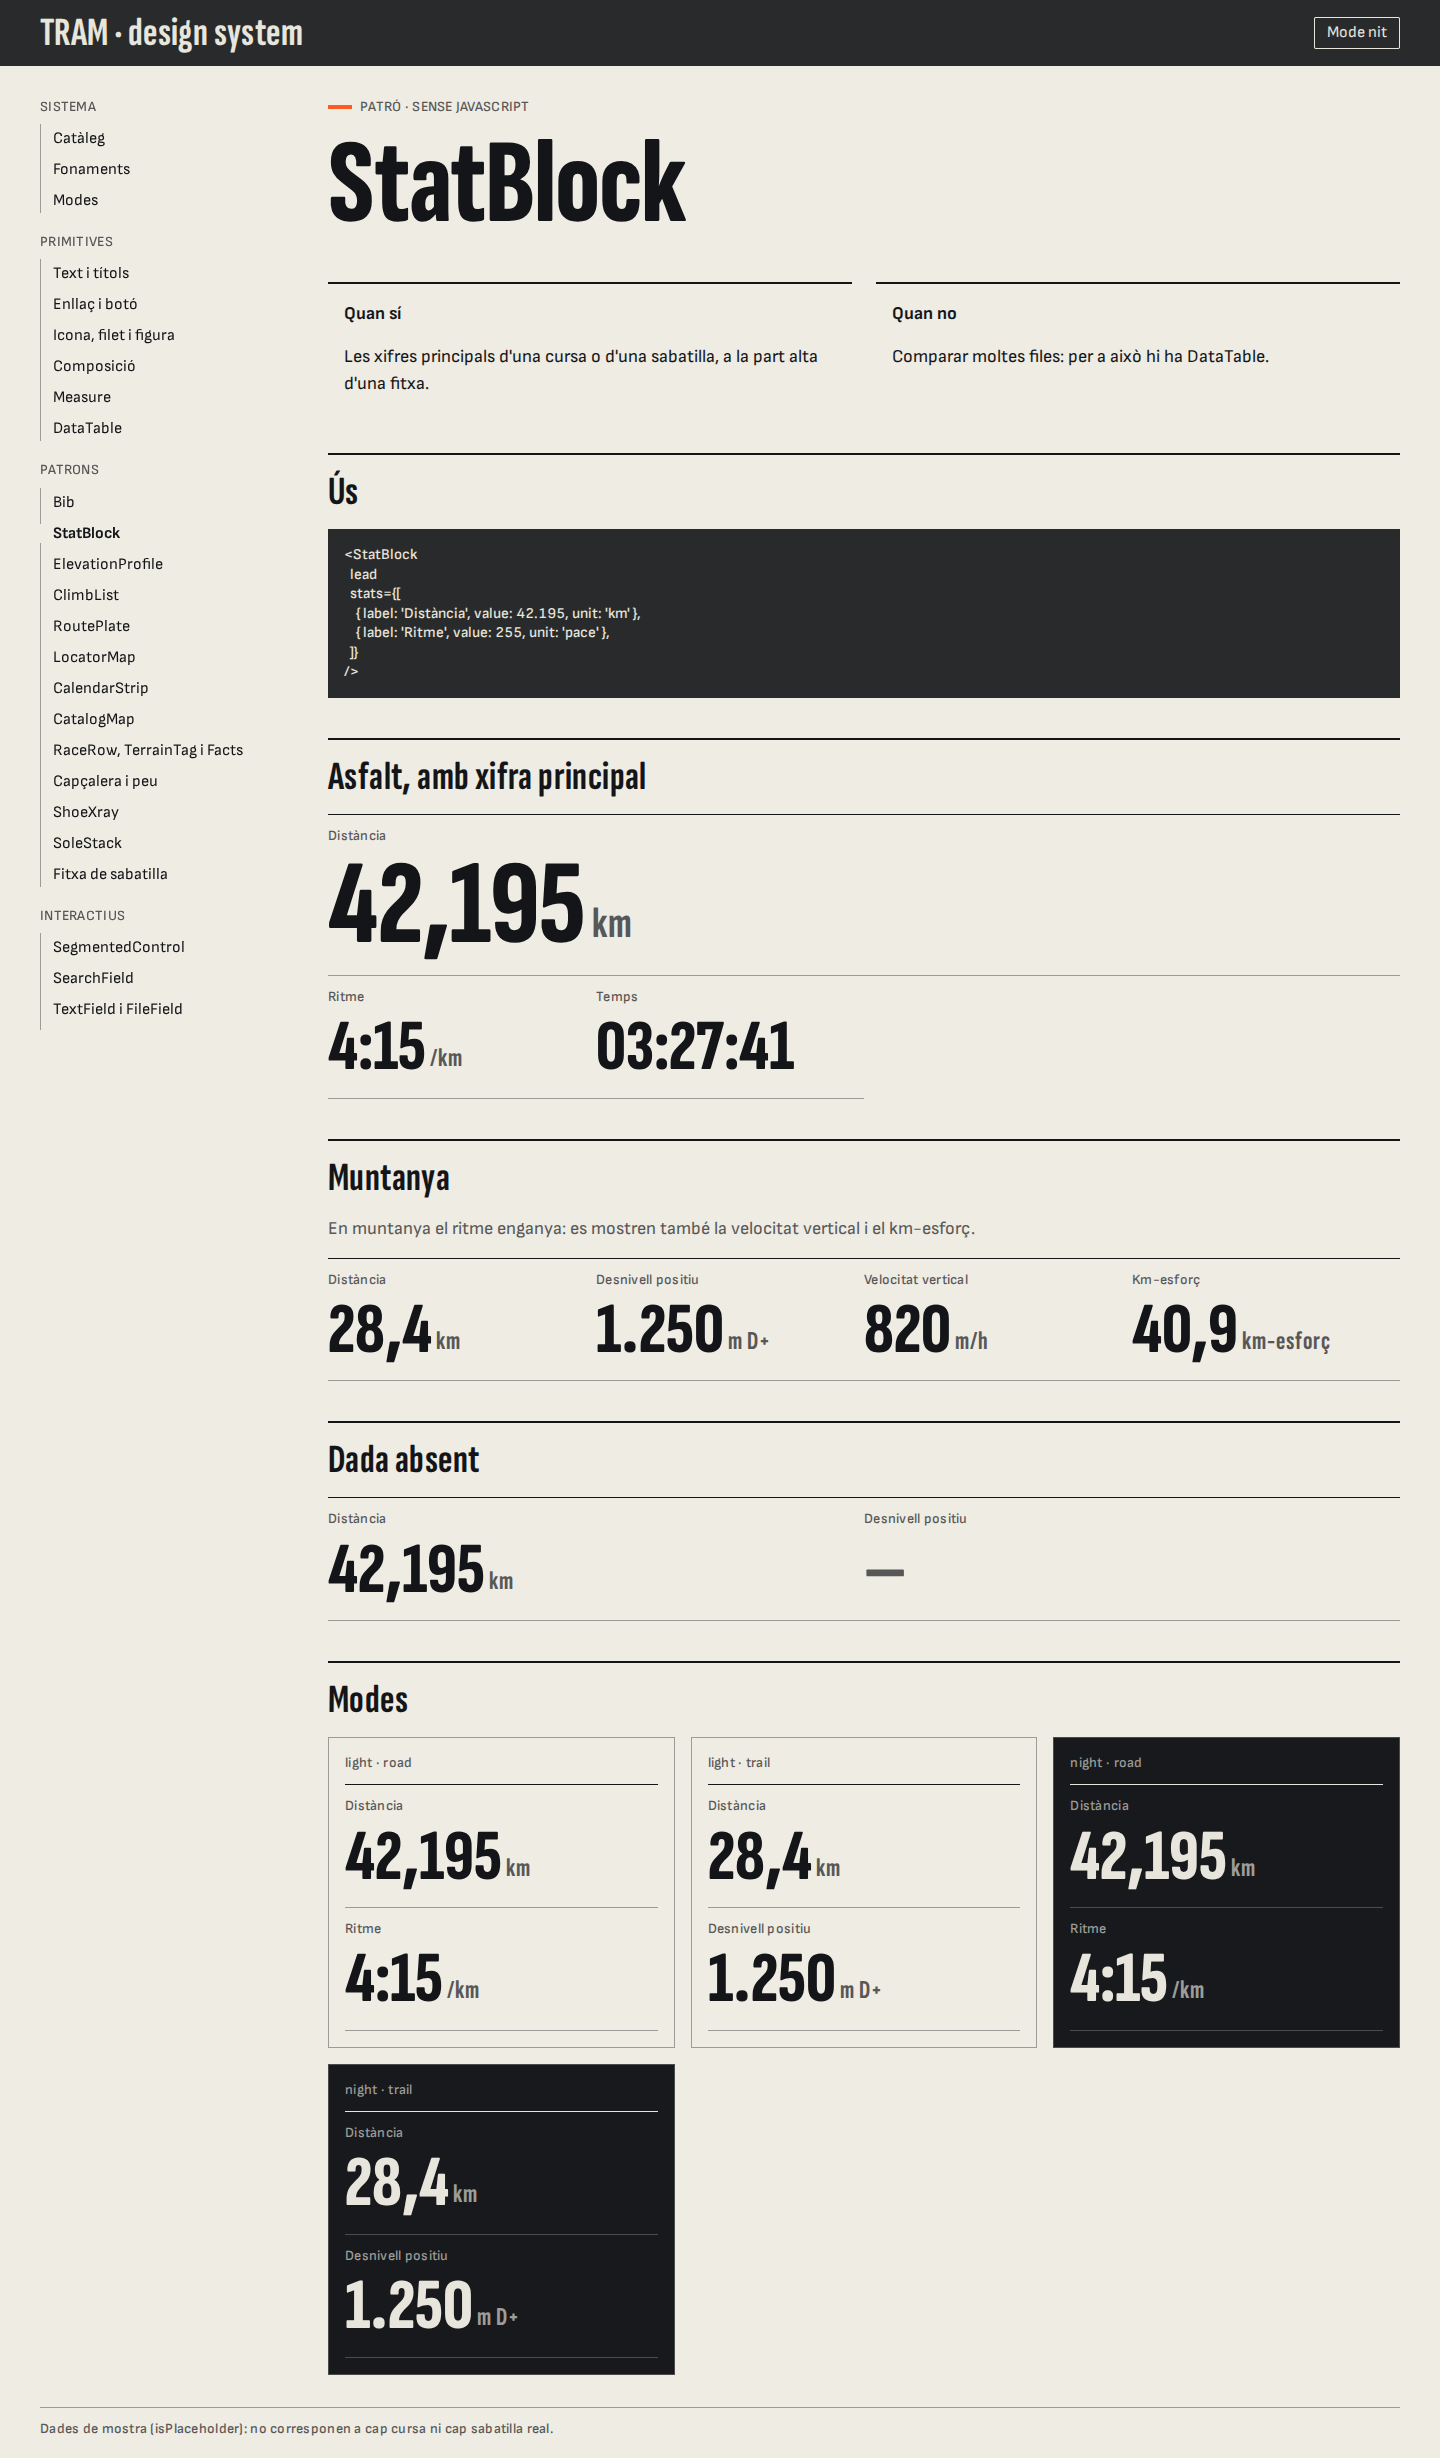 TRAM · design system
Mode nit
SISTEMA
Catàleg
Fonaments
Modes
PRIMITIVES
Text i títols
Enllaç i botó
Icona, filet i figura
Composició
Measure
DataTable
PATRONS
Bib
StatBlock
ElevationProfile
ClimbList
RoutePlate
LocatorMap
CalendarStrip
CatalogMap
RaceRow, TerrainTag i Facts
Capçalera i peu
ShoeXray
SoleStack
Fitxa de sabatilla
INTERACTIUS
SegmentedControl
SearchField
TextField i FileField
PATRÓ · SENSE JAVASCRIPT
StatBlock
Quan sí
Les xifres principals d'una cursa o d'una sabatilla, a la part alta
d'una fitxa.
Quan no
Comparar moltes files: per a això hi ha DataTable.
Ús
<StatBlock
lead
stats={[
{ label: 'Distància', value: 42.195, unit: 'km' },
{ label: 'Ritme', value: 255, unit: 'pace' },
]}
/>
Asfalt, amb xifra principal
Distància
42,195 km
Ritme
4:15 /km
Temps
03:27:41
Muntanya
En muntanya el ritme enganya: es mostren també la velocitat vertical i el km-esforç.
Distància
28,4 km
Desnivell positiu
1.250 m D+
Velocitat vertical
820 m/h
Km-esforç
40,9 km-esforç
Dada absent
Distància
42,195 km
Desnivell positiu
—
Modes
light · road
Distància
42,195 km
Ritme
4:15 /km
light · trail
Distància
28,4 km
Desnivell positiu
1.250 m D+
night · road
Distància
42,195 km
Ritme
4:15 /km
night · trail
Distància
28,4 km
Desnivell positiu
1.250 m D+
Dades de mostra (isPlaceholder): no corresponen a cap cursa ni cap sabatilla real.